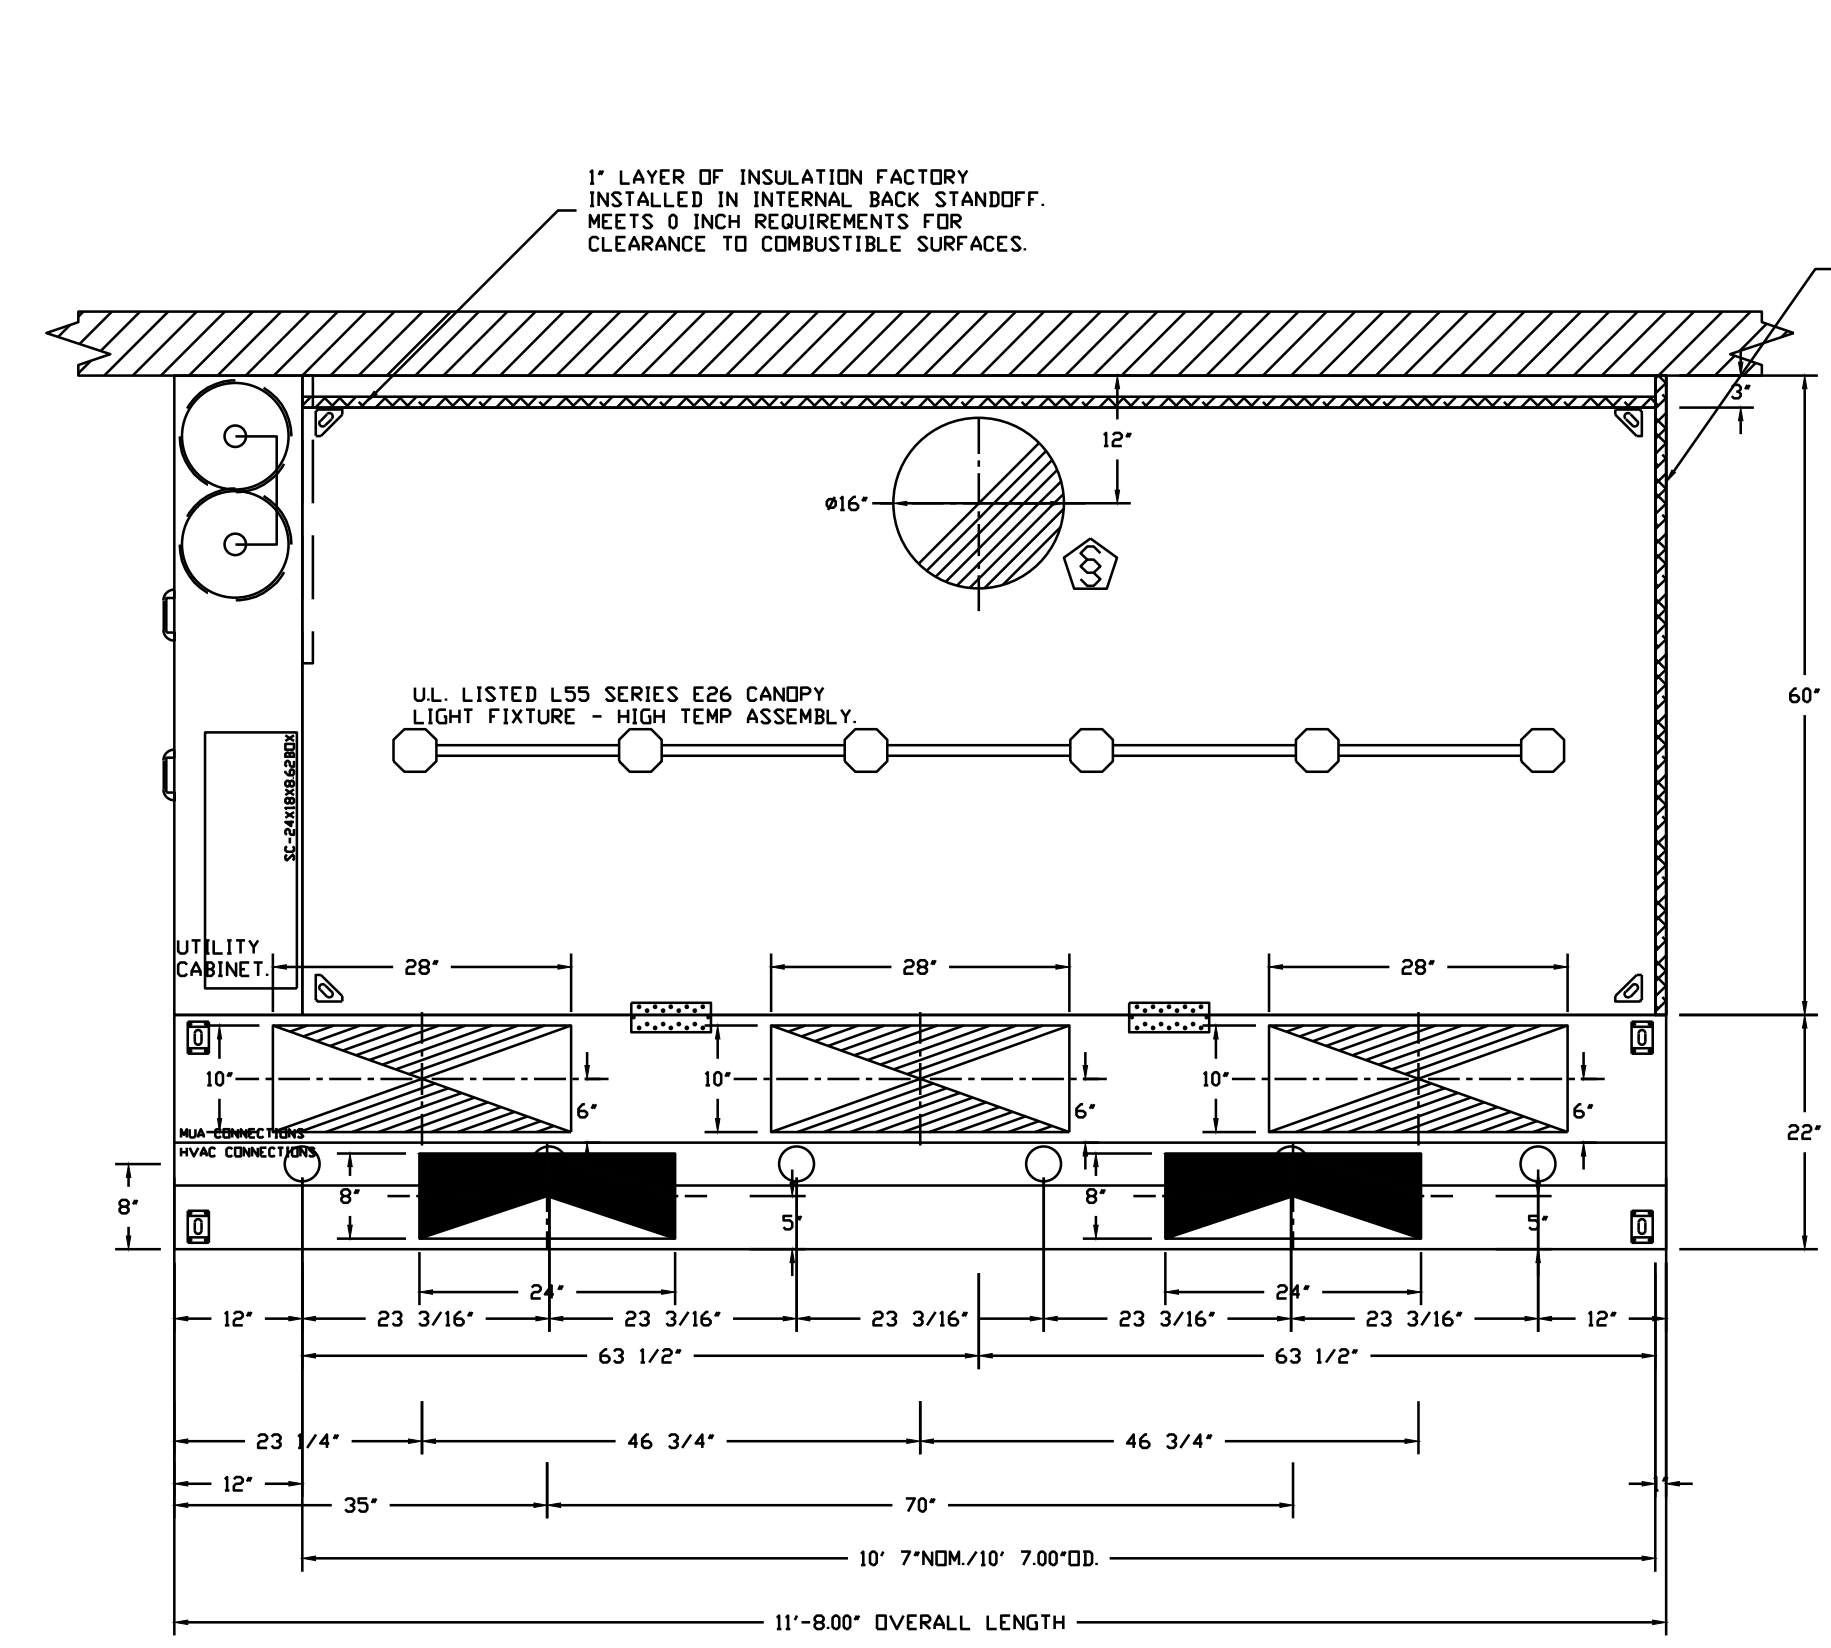 1" LAYER OF INSULATION FACTORY
INSTALLED IN INTERNAL BACK STANDOFF.
MEETS 0 INCH REQUIREMENTS FOR
CLEARANCE TO COMBUSTIBLE SURFACES.
3"
12"
ø16"
60"
U.L. LISTED L55 SERIES E26 CANOPY
LIGHT FIXTURE - HIGH TEMP ASSEMBLY.
SC-24X18X8.62BOX
UTILITY
CABINET.
28" 28" 28"
10" 10" 10"
6" 6" 6"
MUA CONNECTIONS
HVAC CONNECTIONS
22"
8" 8" 8"
5" 5"
24" 24"
12" 23 3/16" 23 3/16" 23 3/16" 23 3/16" 23 3/16" 12"
63 1/2" 63 1/2"
23 1/4" 46 3/4" 46 3/4"
12" 1"
35" 70"
10' 7"NOM./10' 7.00"OD.
11'-8.00" OVERALL LENGTH